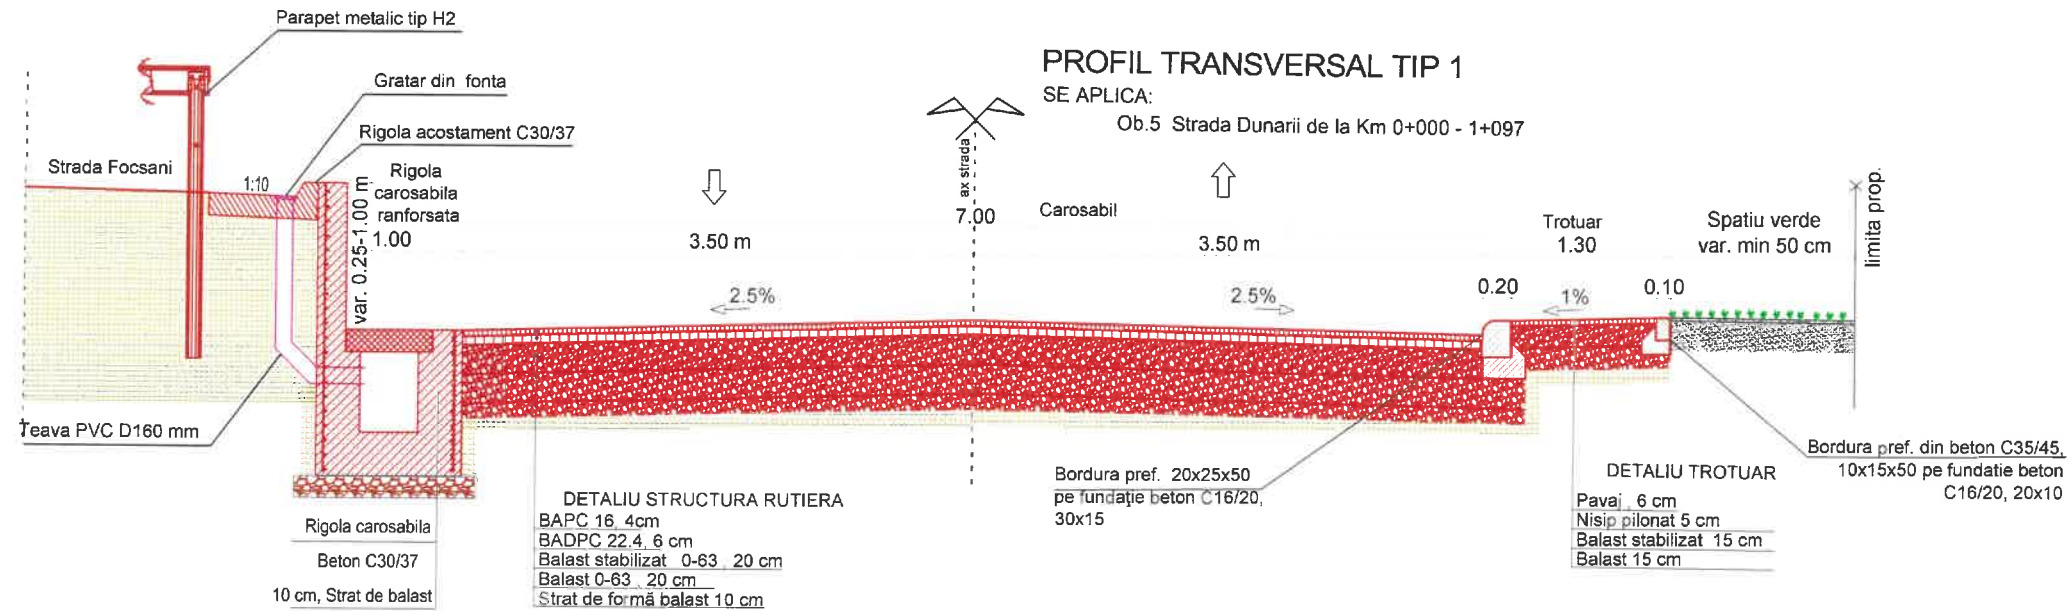 Parapet metalic tip H2
Gratar din fonta
Rigola acostament C30/37
Strada Focsani
1:10
var. 0.25-1.00 m
Rigola
carosabila
ranforsata
1.00
3.50 m
ax strada
7.00
Carosabil
3.50 m
PROFIL TRANSVERSAL TIP 1
SE APLICA:
Ob.5 Strada Dunarii de la Km 0+000 - 1+097
Trotuar
1.30
Spatiu verde
var. min 50 cm
limita prop.
2.5%
2.5%
0.20
1%
0.10
Teava PVC D160 mm
Rigola carosabila
Beton C30/37
10 cm, Strat de balast
DETALIU STRUCTURA RUTIERA
BAPC 16, 4cm
BADPC 22.4, 6 cm
Balast stabilizat 0-63 , 20 cm
Balast 0-63 , 20 cm
Strat de formă balast 10 cm
Bordura pref. 20x25x50
pe fundaţie beton C16/20,
30x15
DETALIU TROTUAR
Pavaj , 6 cm
Nisip pilonat 5 cm
Balast stabilizat 15 cm
Balast 15 cm
Bordura pref. din beton C35/45,
10x15x50 pe fundatie beton
C16/20, 20x10